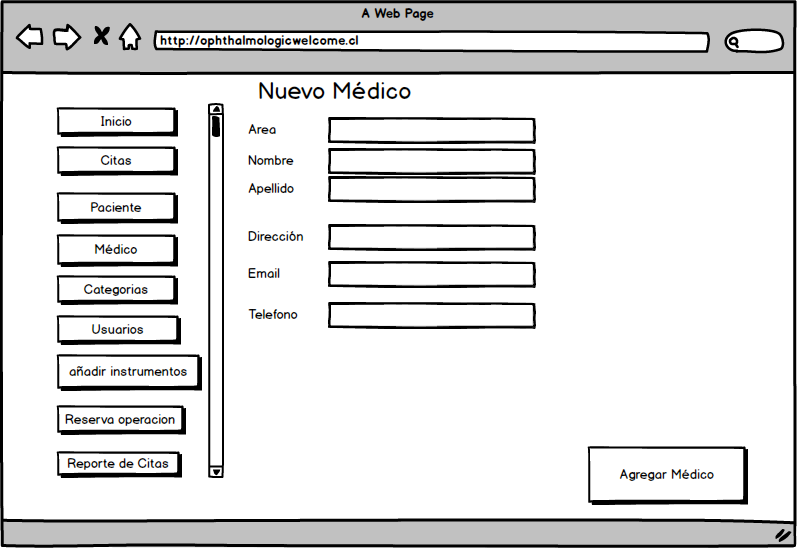 A Web Page
http://ophthalmologicwelcome.cl
Nuevo Médico
Inicio
Citas
Paciente
Médico
Categorias
Usuarios
añadir instrumentos
Reserva operacion
Reporte de Citas
Area
Nombre
Apellido
Dirección
Email
Telefono
Agregar Médico